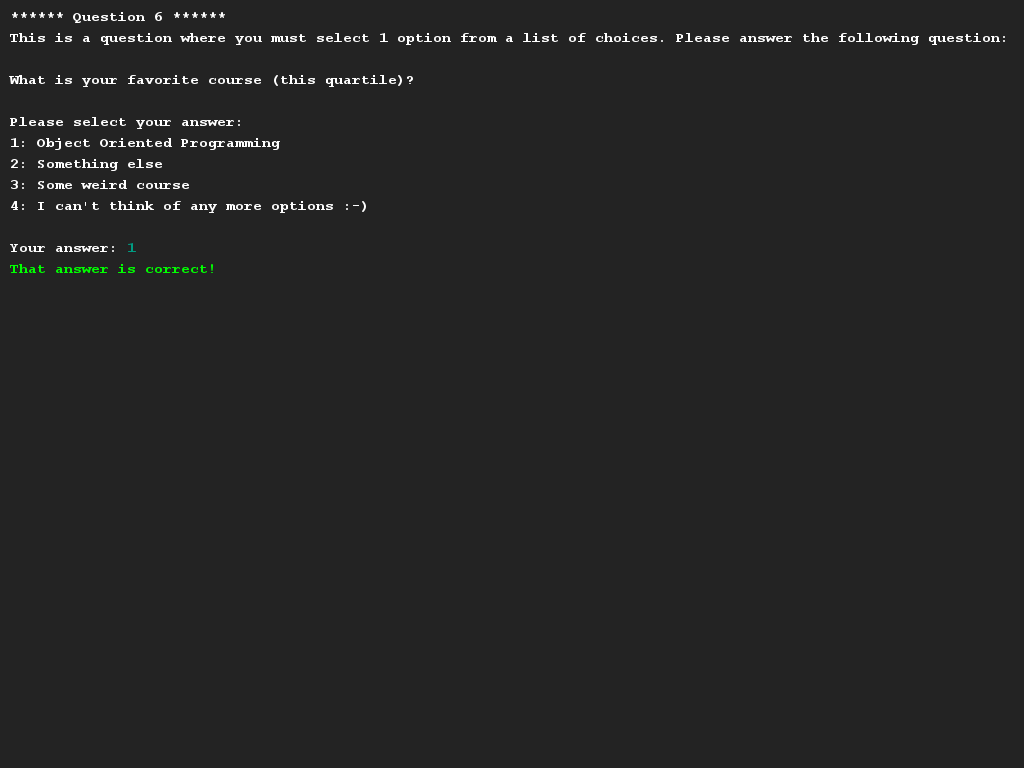 ****** Question 6 ******
This is a question where you must select 1 option from a list of choices. Please answer the following question:
What is your favorite course (this quartile)?
Please select your answer:
1: Object Oriented Programming
2: Something else
3: Some weird course
4: I can't think of any more options :-)
Your answer: 1
That answer is correct!